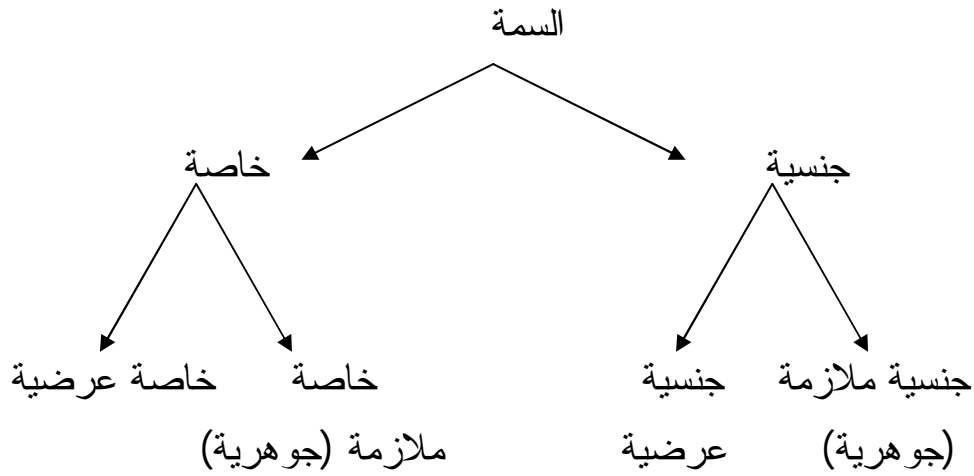 السمة
جنسية
خاصة
جنسية ملازمة
(جوهرية)
جنسية
عرضية
خاصة
ملازمة (جوهرية)
خاصة عرضية